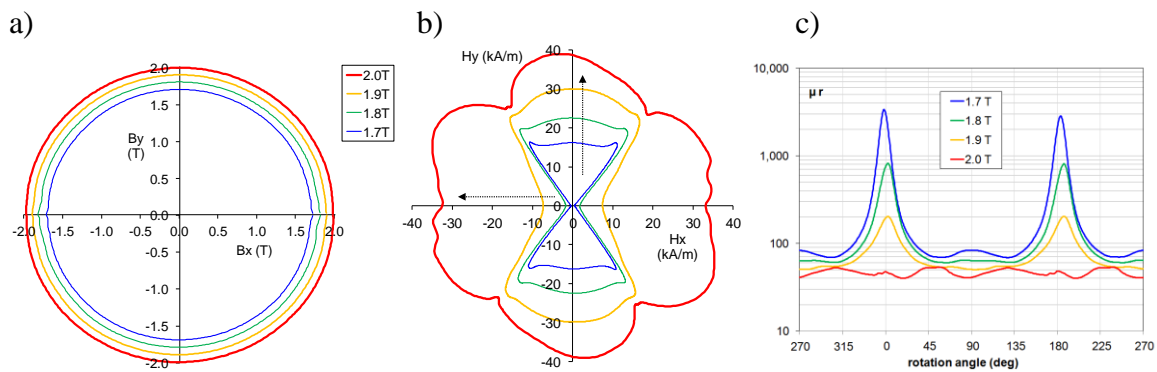 a)
2.0
1.5
1.0
0.5
0.0
-0.5
-1.0
-1.5
-2.0
-2.0 -1.5 -1.0 -0.5 0.0 0.5 1.0 1.5 2.0
By
(T)
Bx (T)
2.0T
1.9T
1.8T
1.7T
b)
Hy (kA/m)
40
30
20
10
0
-10
-20
-30
-40
-40 -30 -20 -10 0 10 20 30 40
Hx
(kA/m)
c)
10,000
1,000
100
10
µ r
1.7 T
1.8 T
1.9 T
2.0 T
270 315 0 45 90 135 180 225 270
rotation angle (deg)